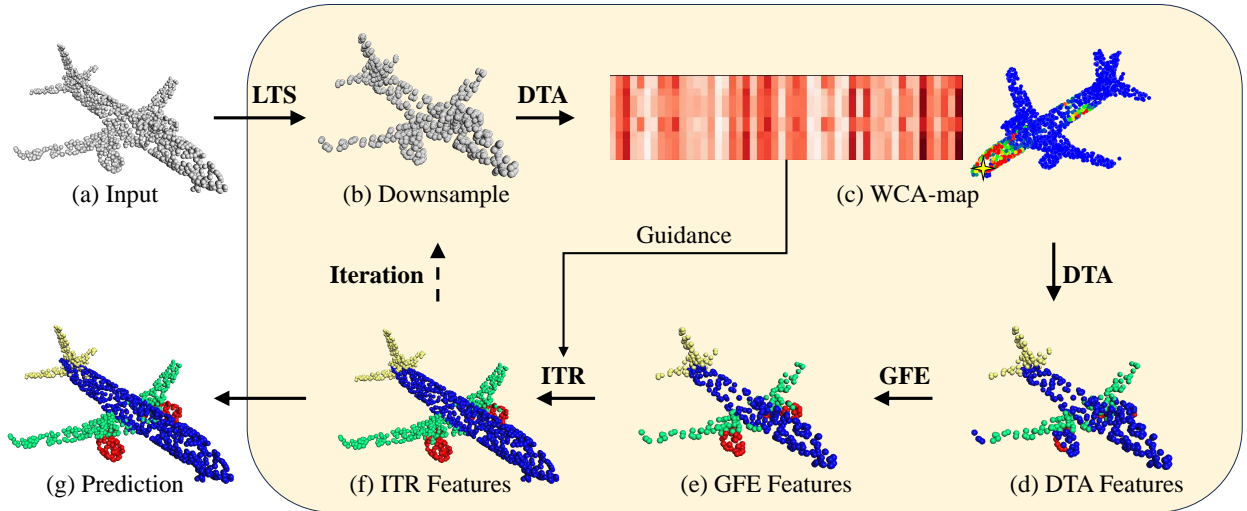 LTS
DTA
(a) Input
(b) Downsample
(c) WCA-map
Guidance
Iteration
DTA
ITR
GFE
(g) Prediction
(f) ITR Features
(e) GFE Features
(d) DTA Features